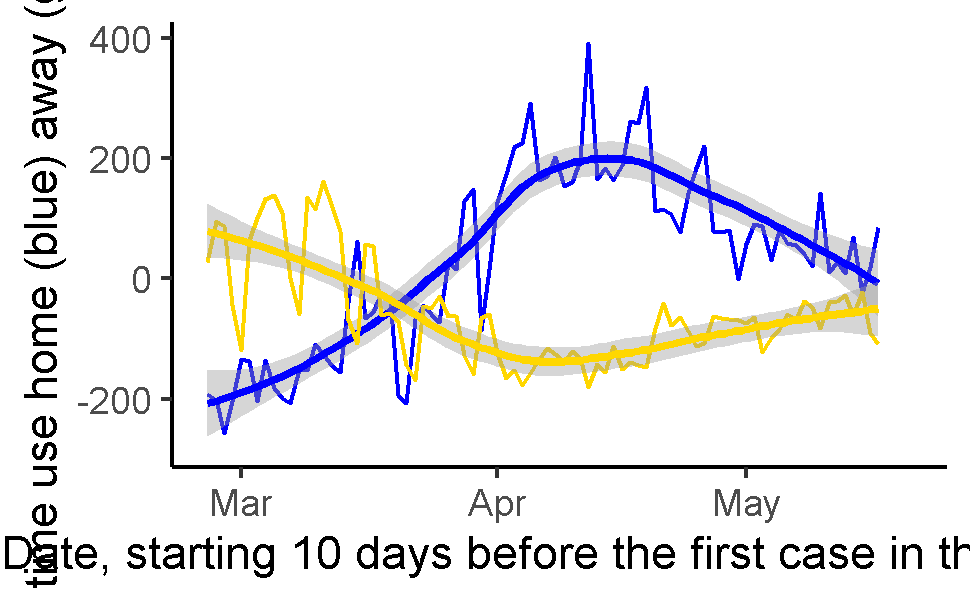 time use home (blue) away
400
200
0
-200
Mar Apr May
Date, starting 10 days before the first case in